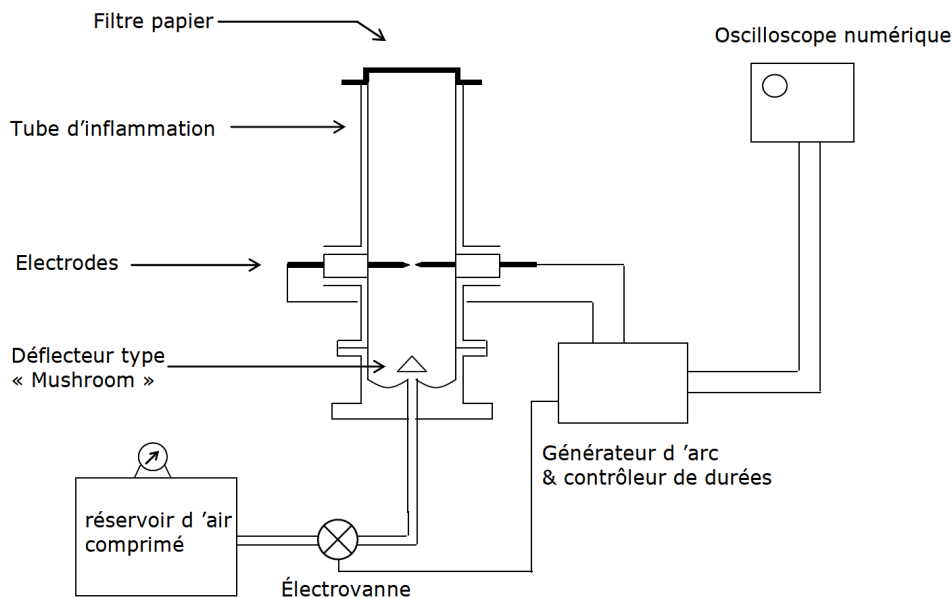 Filtre papier
Oscilloscope numérique
Tube d’inflammation
Electrodes
Déflecteur type
« Mushroom »
Générateur d ’arc
& contrôleur de durées
réservoir d ’air
comprimé
Électrovanne